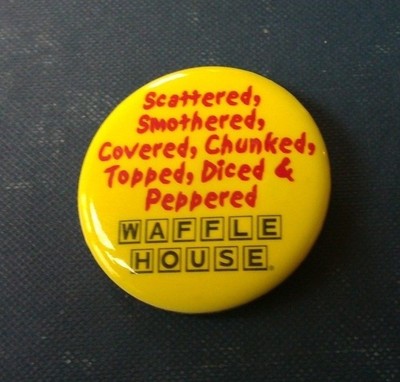 Scattered,
Smothered,
Covered, Chunked,
Topped, Diced &
Peppered
WAFFLE
HOUSE®